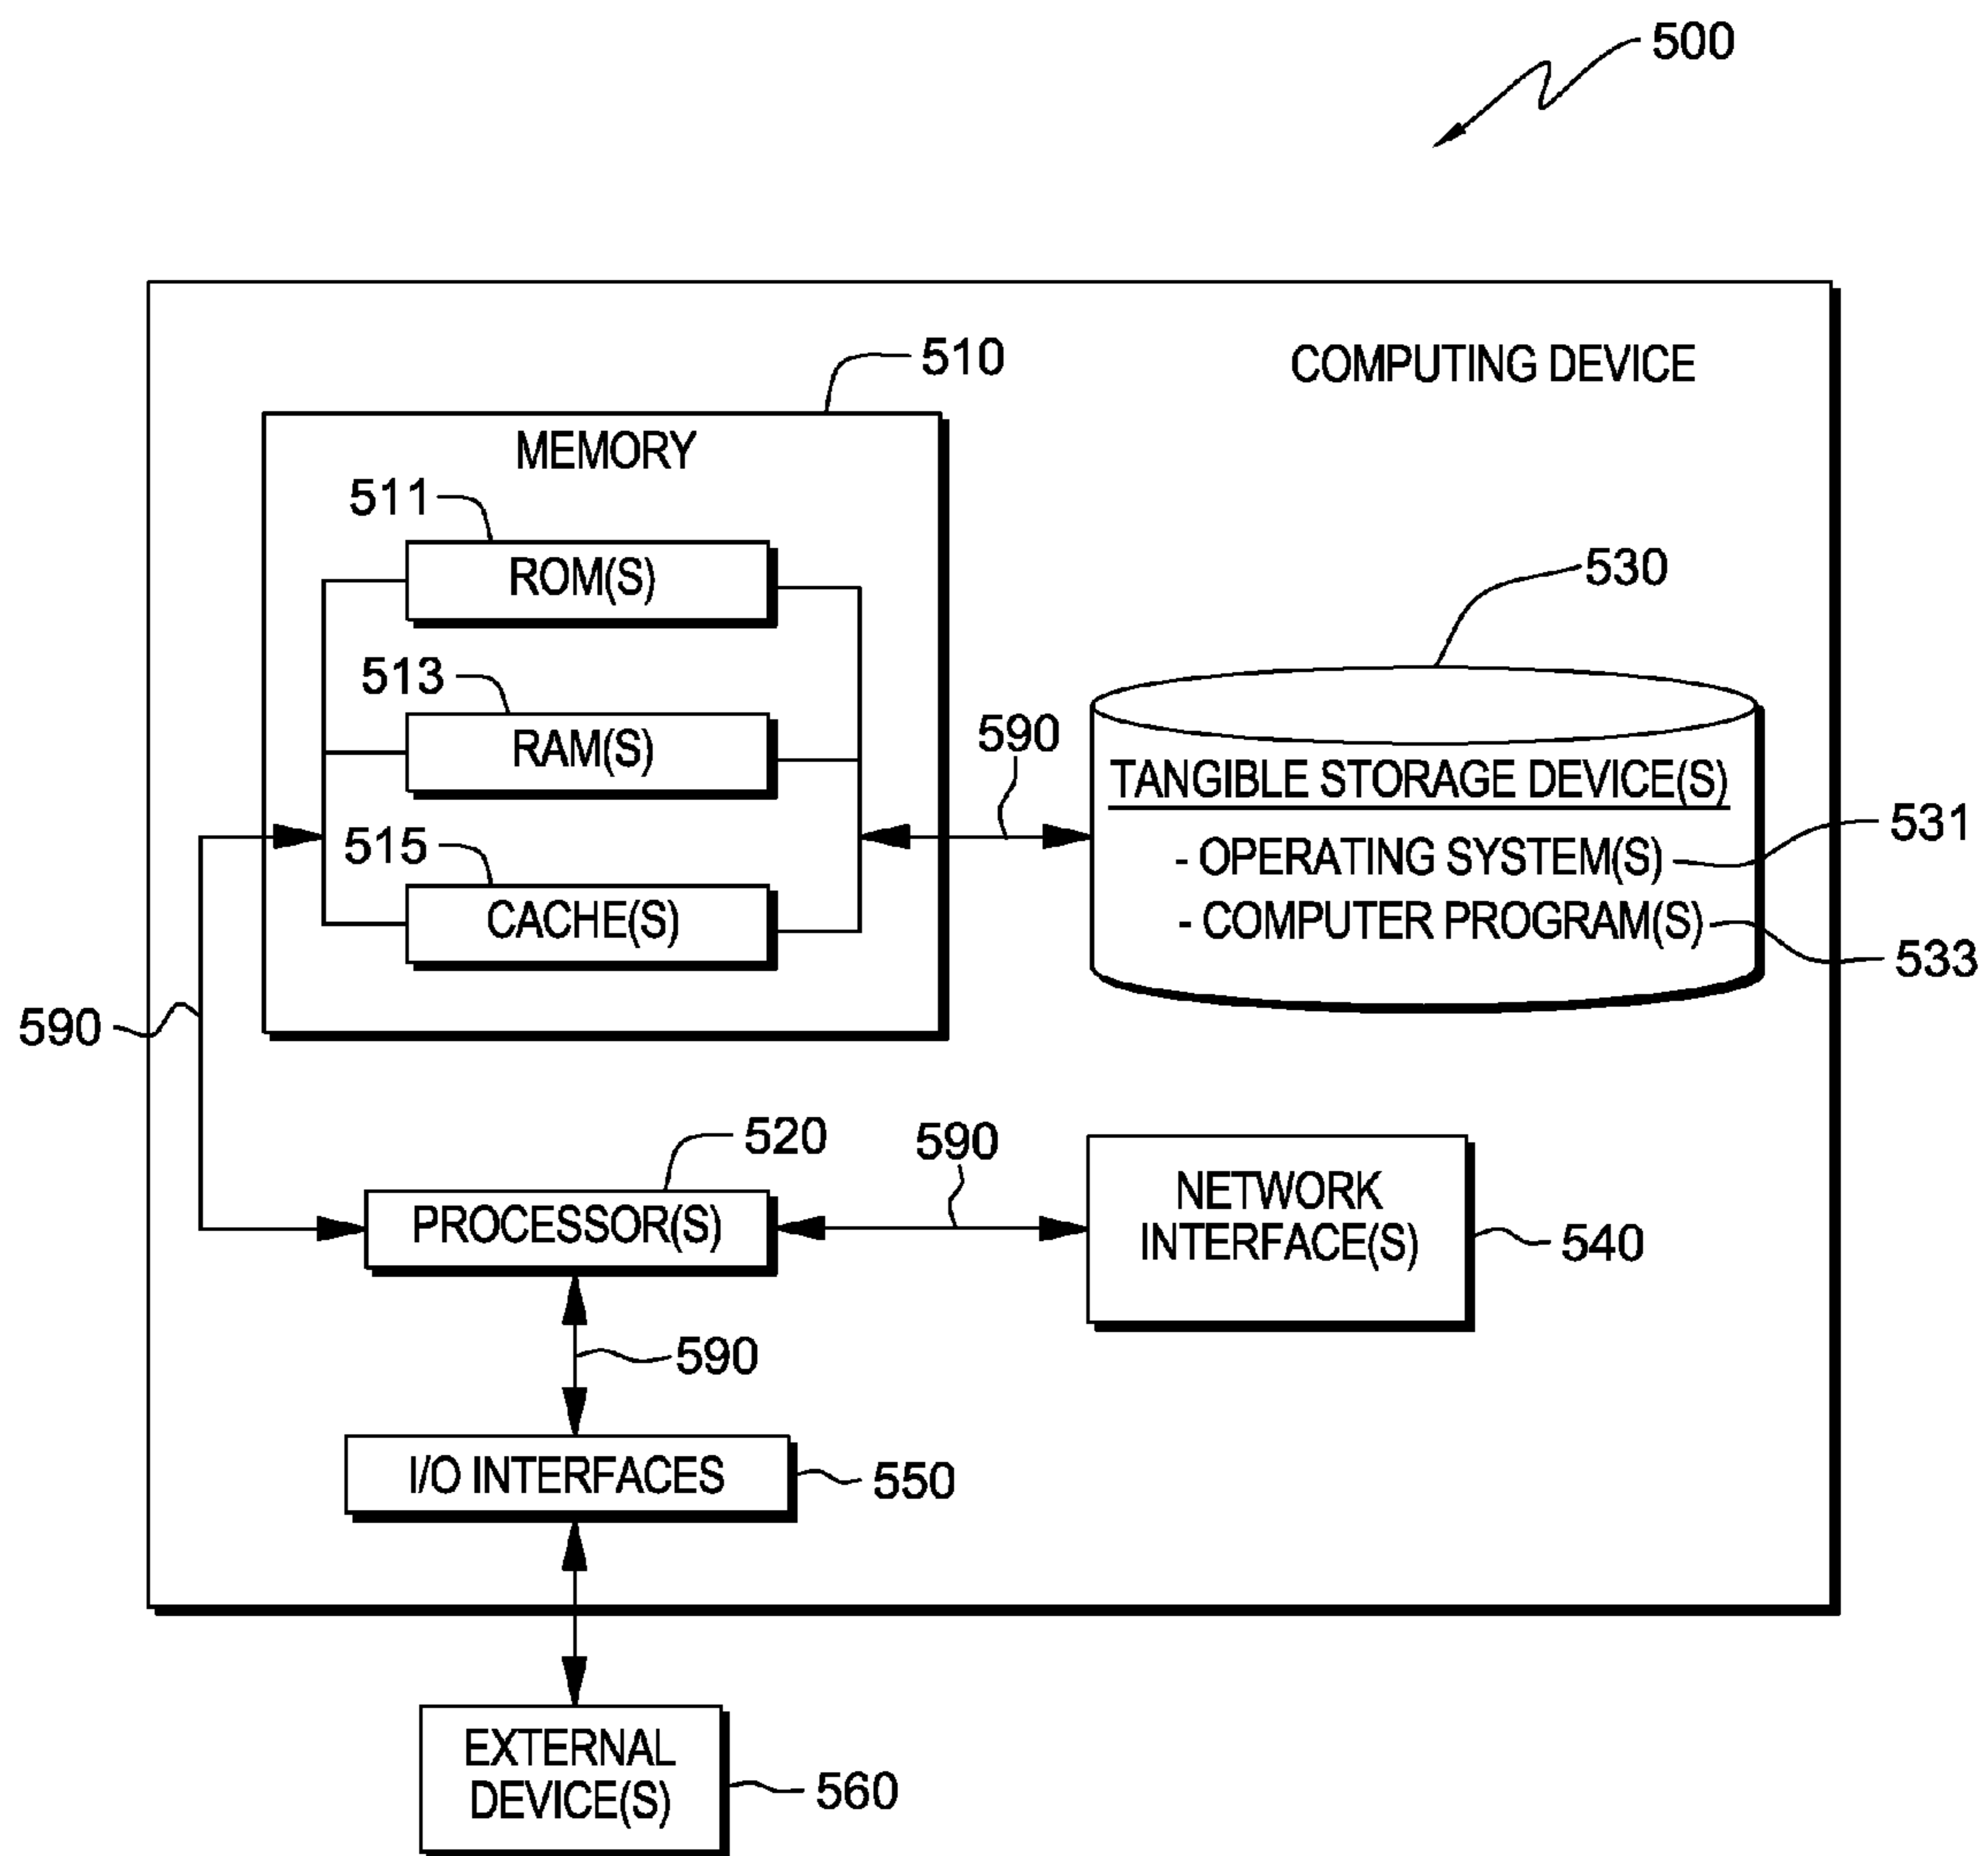 500
COMPUTING DEVICE
510
MEMORY
511
ROM(S)
513
RAM(S)
515
CACHE(S)
590
530
TANGIBLE STORAGE DEVICE(S)
- OPERATING SYSTEM(S)
531
- COMPUTER PROGRAM(S)
533
590
520
PROCESSOR(S)
590
NETWORK
INTERFACE(S)
540
590
I/O INTERFACES
550
EXTERNAL
DEVICE(S)
560